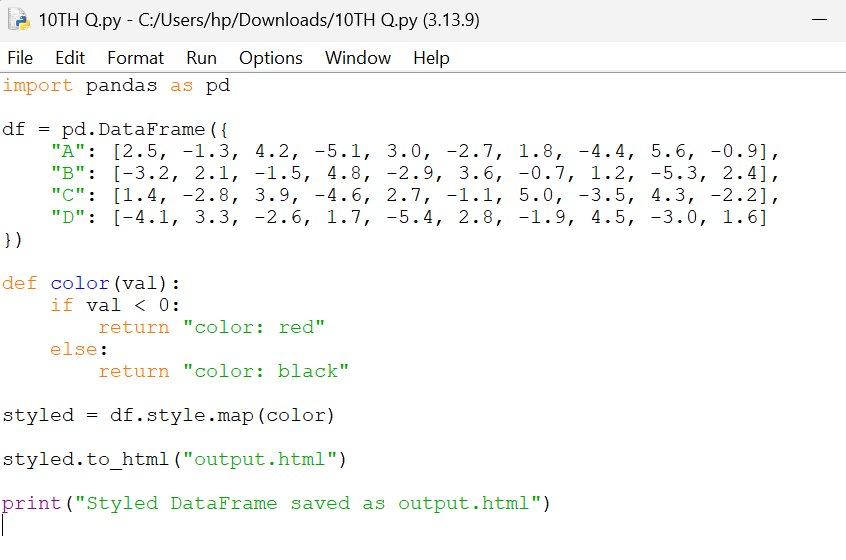 10TH Q.py - C:/Users/hp/Downloads/10TH Q.py (3.13.9)
File Edit Format Run Options Window Help
import pandas as pd
df = pd.DataFrame({
    "A": [2.5, -1.3, 4.2, -5.1, 3.0, -2.7, 1.8, -4.4, 5.6, -0.9],
    "B": [-3.2, 2.1, -1.5, 4.8, -2.9, 3.6, -0.7, 1.2, -5.3, 2.4],
    "C": [1.4, -2.8, 3.9, -4.6, 2.7, -1.1, 5.0, -3.5, 4.3, -2.2],
    "D": [-4.1, 3.3, -2.6, 1.7, -5.4, 2.8, -1.9, 4.5, -3.0, 1.6]
})
def color(val):
    if val < 0:
        return "color: red"
    else:
        return "color: black"
styled = df.style.map(color)
styled.to_html("output.html")
print("Styled DataFrame saved as output.html")